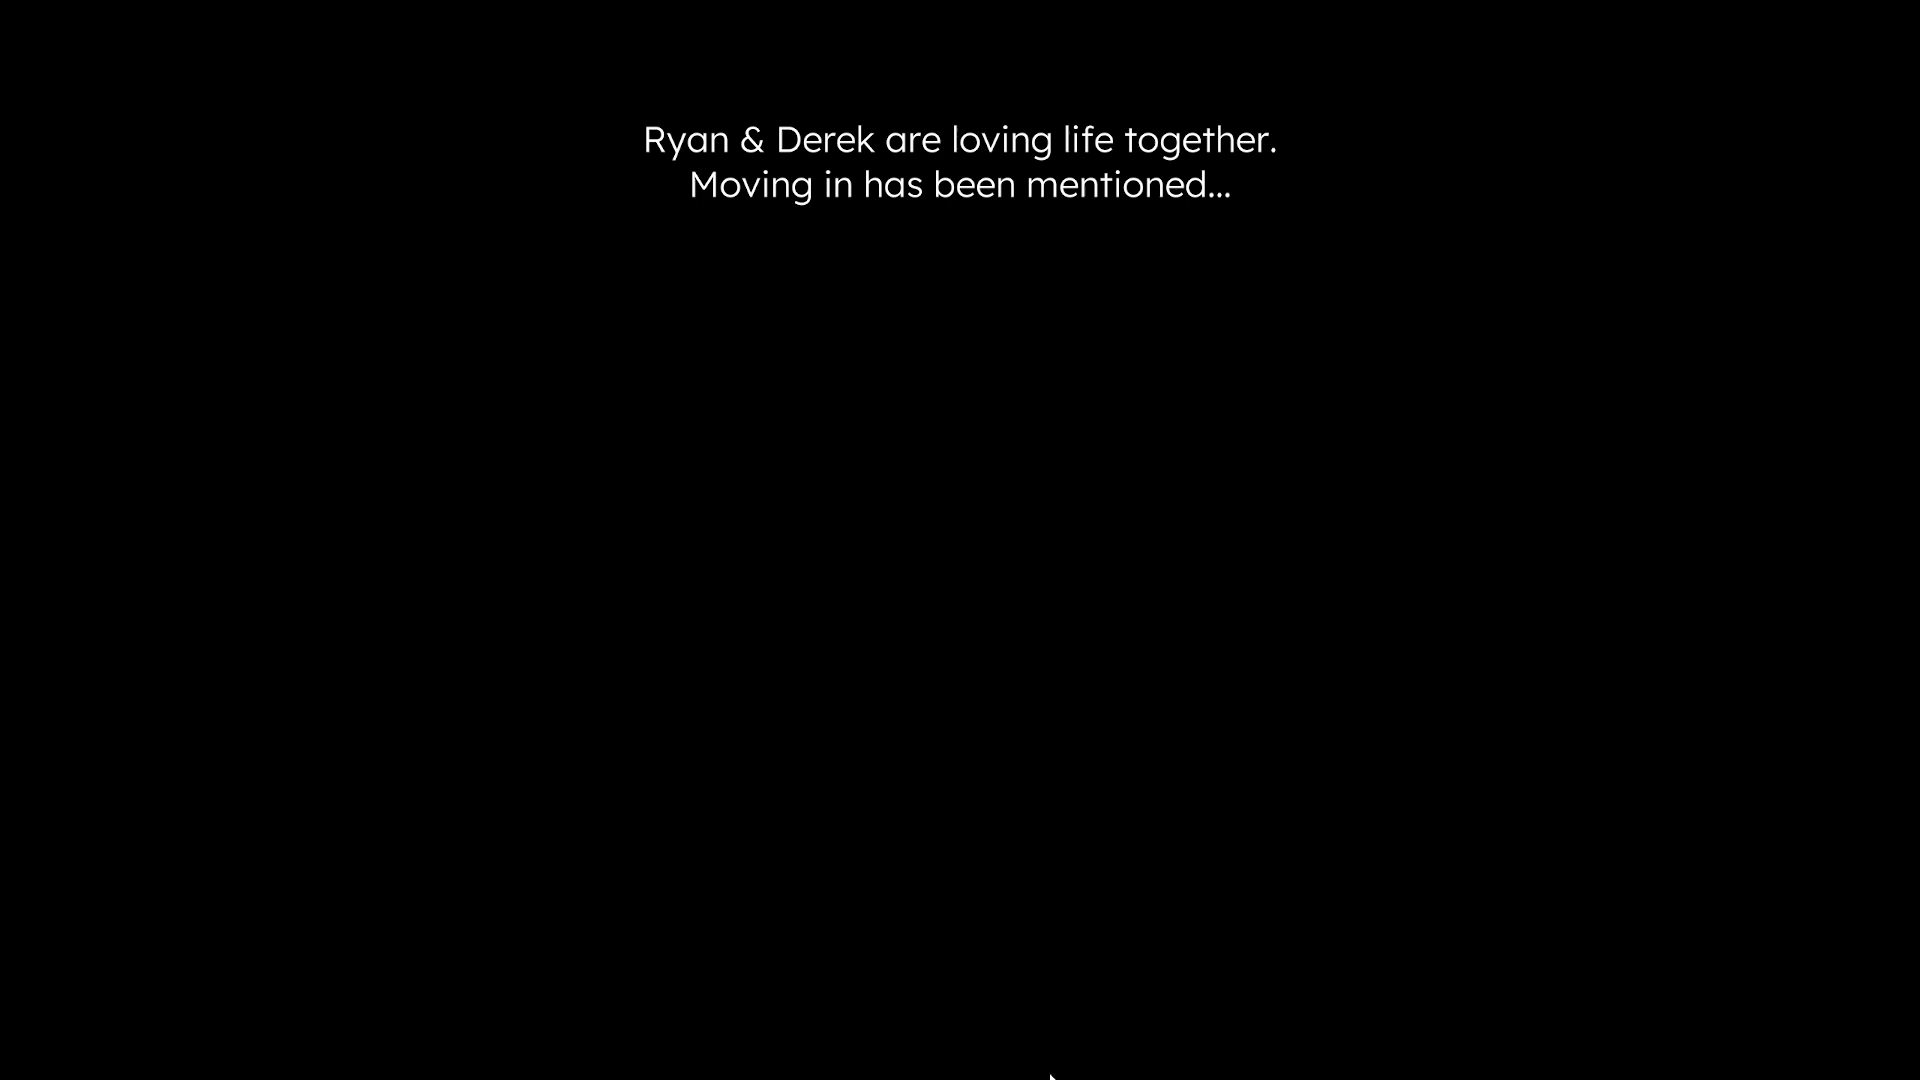 Ryan & Derek are loving life together.
Moving in has been mentioned...